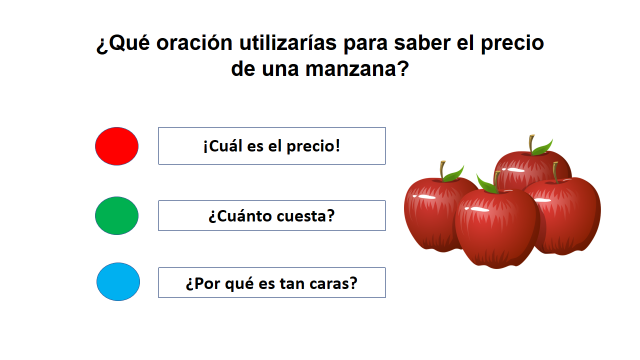 ¿Qué oración utilizarías para saber el precio
de una manzana?
¡Cuál es el precio!
¿Cuánto cuesta?
¿Por qué es tan caras?